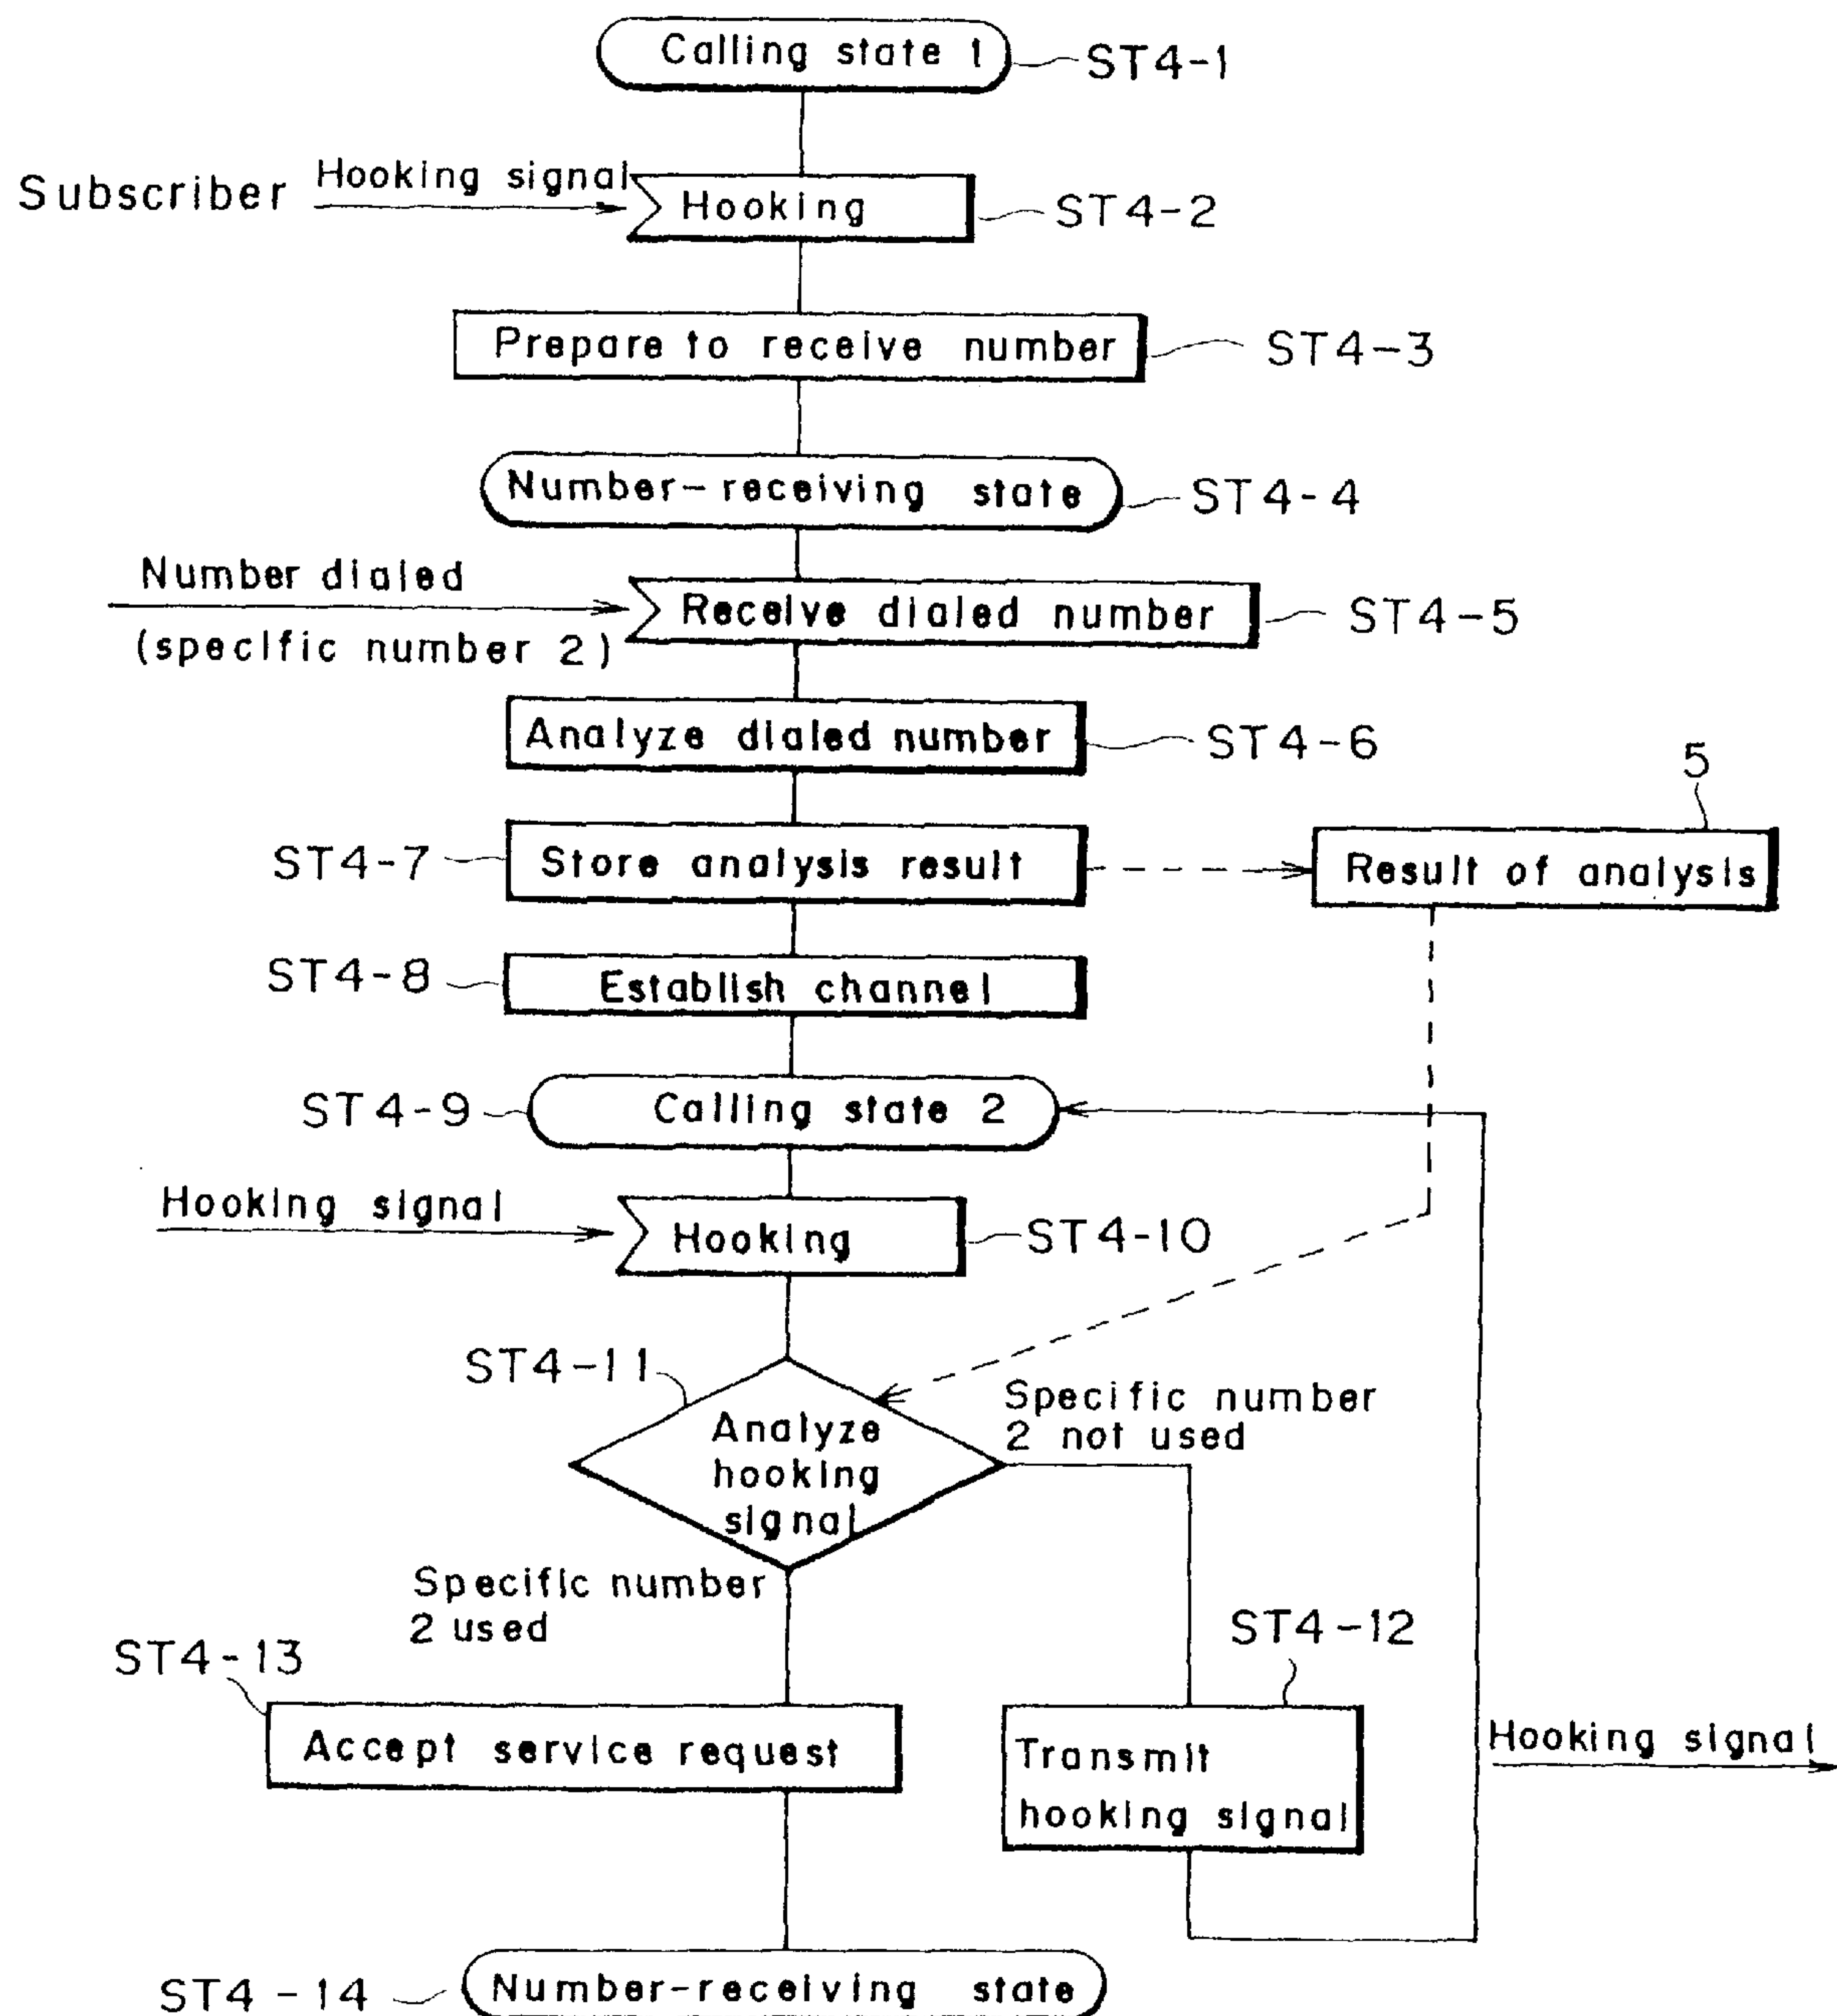 Calling state 1
ST4-1
Subscriber
Hooking signal
Hooking
ST4-2
Prepare to receive number
ST4-3
Number-receiving state
ST4-4
Number dialed
(specific number 2)
Receive dialed number
ST4-5
Analyze dialed number
ST4-6
ST4-7
Store analysis result
5
Result of analysis
ST4-8
Establish channel
ST4-9
Calling state 2
Hooking signal
Hooking
ST4-10
ST4-11
Analyze
hooking
signal
Specific number
2 not used
Specific number
2 used
ST4-13
Accept service request
ST4-12
Transmit
hooking signal
Hooking signal
ST4-14
Number-receiving state